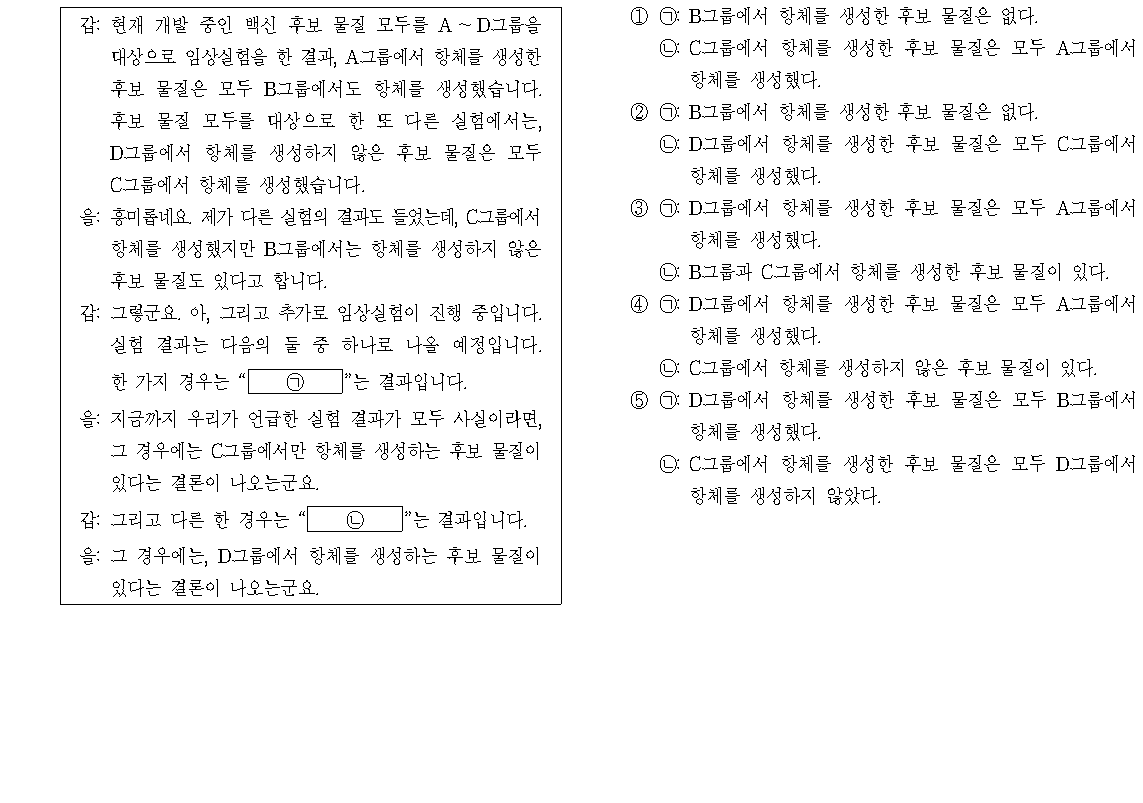 갑: 현재 개발 중인 백신 후보 물질 모두를 A ~ D그룹을
대상으로 임상실험을 한 결과, A그룹에서 항체를 생성한
후보 물질은 모두 B그룹에서도 항체를 생성했습니다.
후보 물질 모두를 대상으로 한 또 다른 실험에서는,
D그룹에서 항체를 생성하지 않은 후보 물질은 모두
C그룹에서 항체를 생성했습니다.
을: 흥미롭네요. 제가 다른 실험의 결과도 들었는데, C그룹에서
항체를 생성했지만 B그룹에서는 항체를 생성하지 않은
후보 물질도 있다고 합니다.
갑: 그렇군요. 아, 그리고 추가로 임상실험이 진행 중입니다.
실험 결과는 다음의 둘 중 하나로 나올 예정입니다.
한 가지 경우는 “ ㉠ ”는 결과입니다.
을: 지금까지 우리가 언급한 실험 결과가 모두 사실이라면,
그 경우에는 C그룹에서만 항체를 생성하는 후보 물질이
있다는 결론이 나오는군요.
갑: 그리고 다른 한 경우는 “ ㉡ ”는 결과입니다.
을: 그 경우에는, D그룹에서 항체를 생성하는 후보 물질이
있다는 결론이 나오는군요.
① ㉠: B그룹에서 항체를 생성한 후보 물질은 없다.
㉡: C그룹에서 항체를 생성한 후보 물질은 모두 A그룹에서
항체를 생성했다.
② ㉠: B그룹에서 항체를 생성한 후보 물질은 없다.
㉡: D그룹에서 항체를 생성한 후보 물질은 모두 C그룹에서
항체를 생성했다.
③ ㉠: D그룹에서 항체를 생성한 후보 물질은 모두 A그룹에서
항체를 생성했다.
㉡: B그룹과 C그룹에서 항체를 생성한 후보 물질이 있다.
④ ㉠: D그룹에서 항체를 생성한 후보 물질은 모두 A그룹에서
항체를 생성했다.
㉡: C그룹에서 항체를 생성하지 않은 후보 물질이 있다.
⑤ ㉠: D그룹에서 항체를 생성한 후보 물질은 모두 B그룹에서
항체를 생성했다.
㉡: C그룹에서 항체를 생성한 후보 물질은 모두 D그룹에서
항체를 생성하지 않았다.